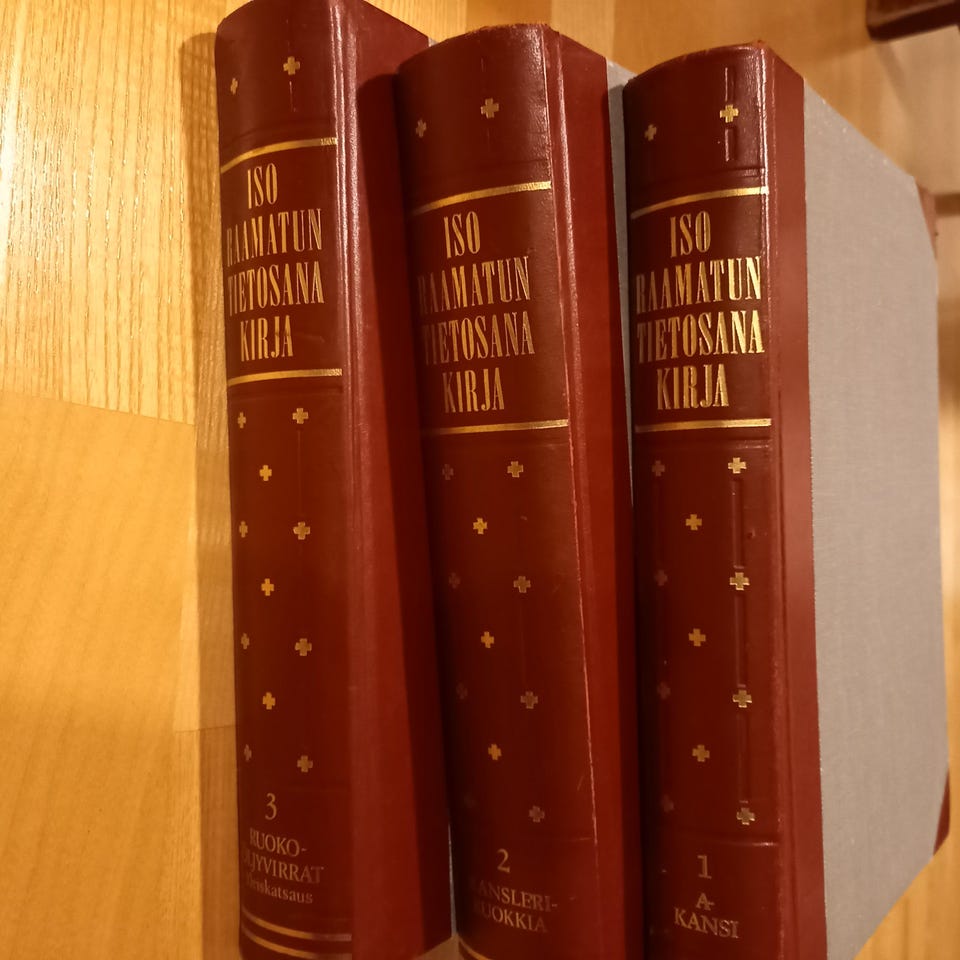 ISO
RAAMATUN
TIETOSANA
KIRJA
3
RUOKO-
ÖLJYVIRRAT
Yleiskatsaus
ISO
RAAMATUN
TIETOSANA
KIRJA
2
KANSLERI-
RUOKKIA
ISO
RAAMATUN
TIETOSANA
KIRJA
1
A-
KANSI